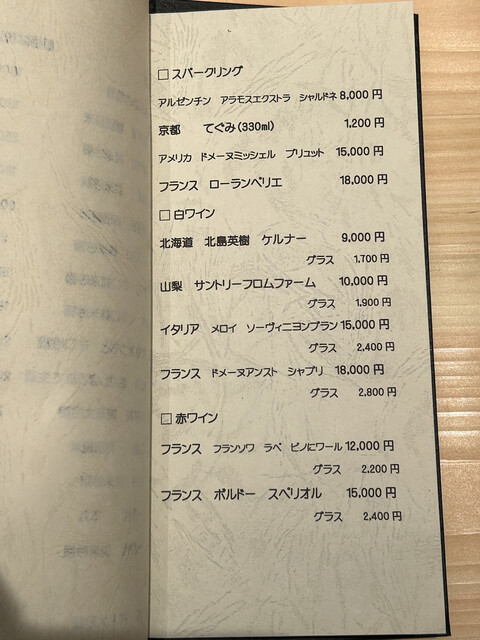 □ スパークリング
アルゼンチン アラモスエクストラ シャルドネ 8,000 円
京都 てぐみ(330ml) 1,200 円
アメリカ ドメーヌミッシェル ブリュット 15,000 円
フランス ローランペリエ 18,000 円
□ 白ワイン
北海道 北島英樹 ケルナー 9,000 円
グラス 1,700 円
山梨 サントリーフロムファーム 10,000 円
グラス 1,900 円
イタリア メロイ ソーヴィニヨンブラン 15,000 円
グラス 2,400 円
フランス ドメーヌアンスト シャブリ 18,000 円
グラス 2,800 円
□ 赤ワイン
フランス フランソワ ラベ ピノにワール 12,000 円
グラス 2,200 円
フランス ボルドー スペリオル 15,000 円
グラス 2,400 円